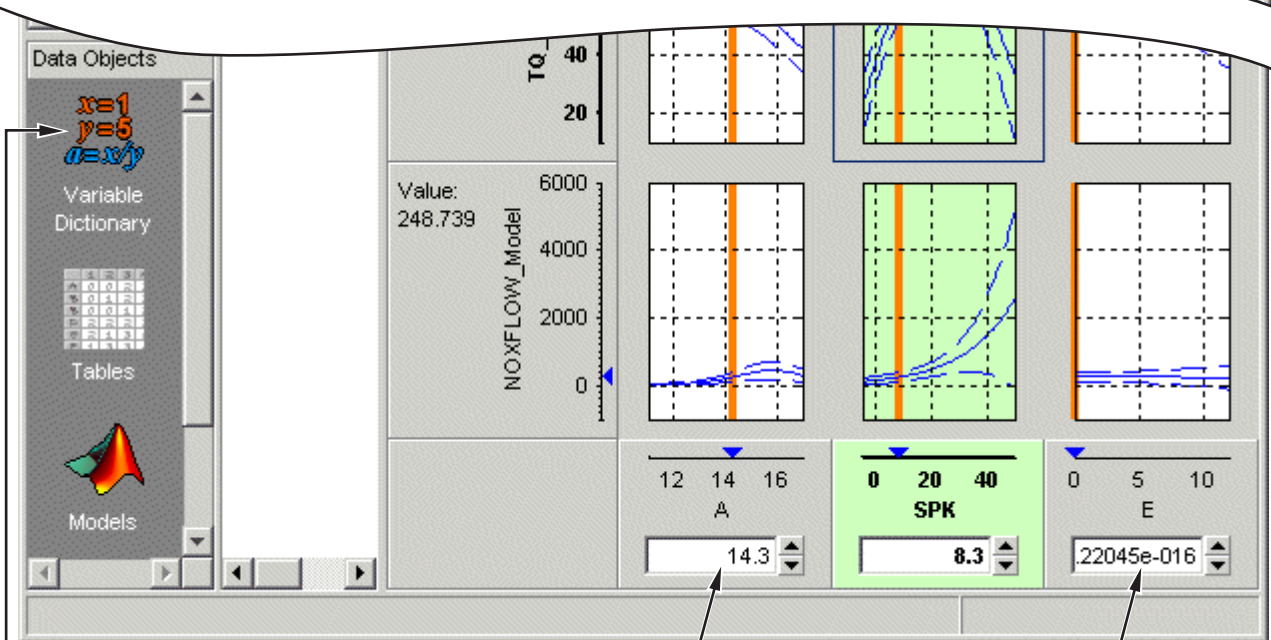 Data Objects
x=1
y=5
a=x/y
Variable
Dictionary
Tables
Models
TQ_
40
20
Value:
248.739
NOXFLOW_Model
6000
4000
2000
0
12 14 16
A
14.3
0 20 40
SPK
8.3
0 5 10
E
.22045e-016